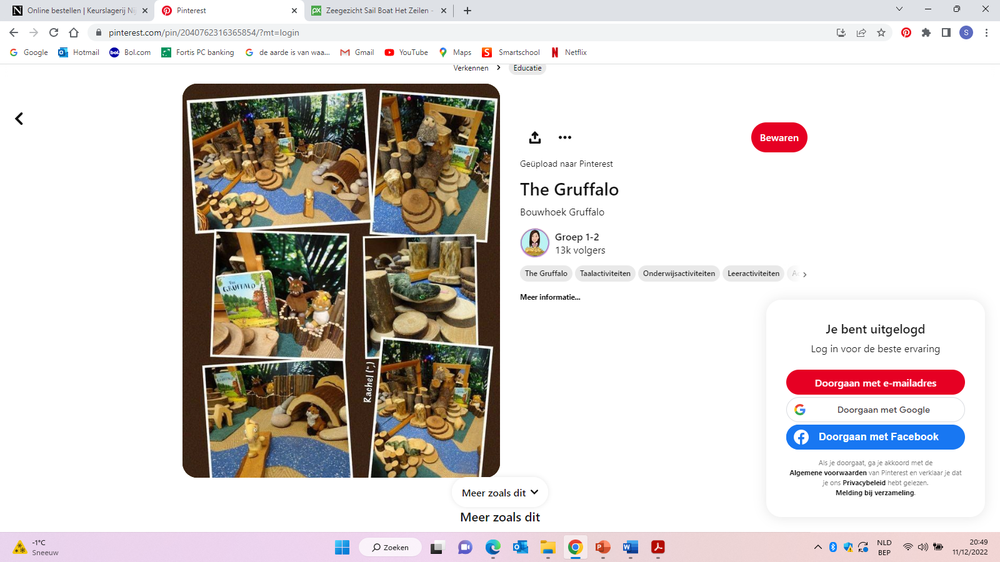 Online bestellen | Keurslagerij Nij
Pinterest
Zeegezicht Sail Boat Het Zeilen -
pinterest.com/pin/2040762316365854/?mt=login
S
Google
Hotmail
Bol.com
Fortis PC banking
de aarde is van waa...
Gmail
YouTube
Maps
Smartschool
Netflix
Verkennen
Educatie
THE GRUFFALO
Rachel (",)
Bewaren
Geüpload naar Pinterest
The Gruffalo
Bouwhoek Gruffalo
Groep 1-2
13k volgers
The Gruffalo
Taalactiviteiten
Onderwijsactiviteiten
Leeractiviteiten
Meer informatie...
Je bent uitgelogd
Log in voor de beste ervaring
Doorgaan met e-mailadres
Doorgaan met Google
Doorgaan met Facebook
Als je doorgaat, ga je akkoord met de
Algemene voorwaarden van Pinterest en verklaar je dat
je ons Privacybeleid hebt gelezen.
Melding bij verzameling.
Meer zoals dit
Meer zoals dit
-1°C
Sneeuw
Zoeken
NLD
BEP
20:49
11/12/2022